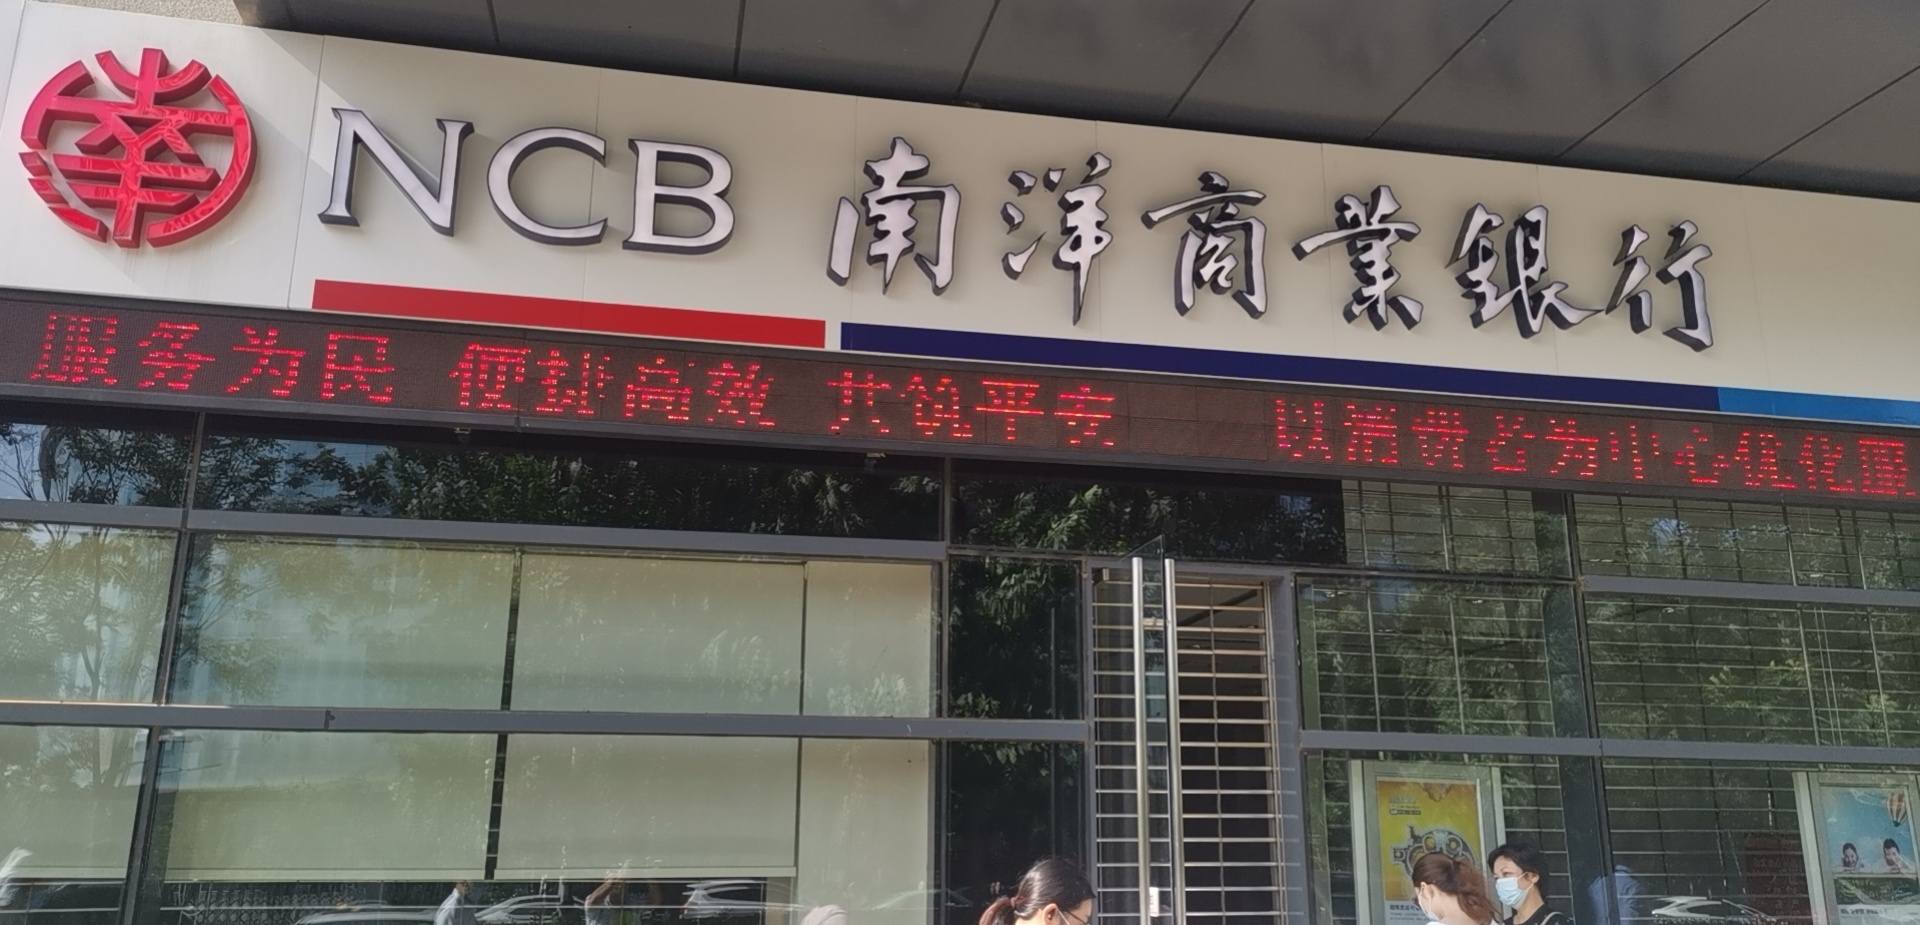 NCB 南洋商業銀行
服务为民 便捷高效 共筑平安 以消费者为中心优化